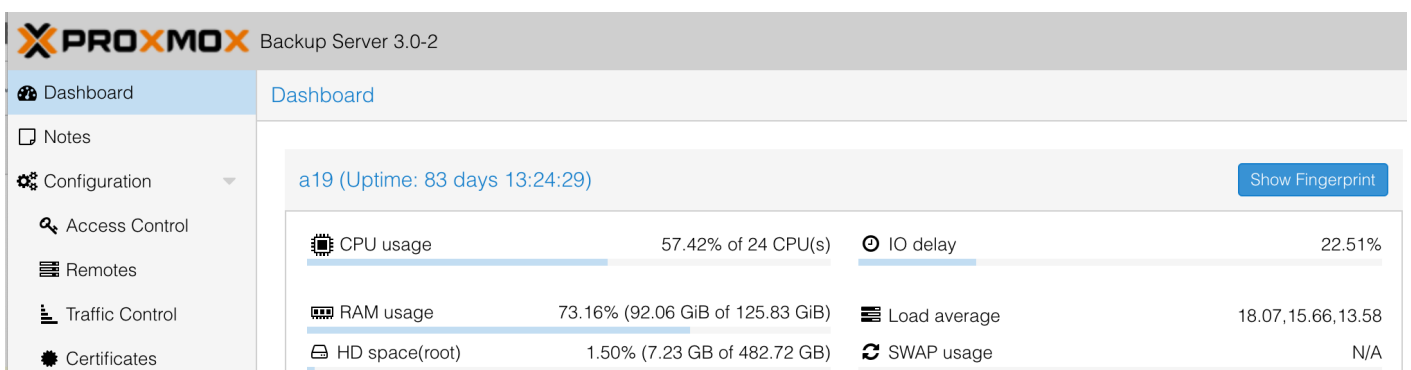 PROXMOX Backup Server 3.0-2
Dashboard
Notes
Configuration
Access Control
Remotes
Traffic Control
Certificates
Dashboard
a19 (Uptime: 83 days 13:24:29)
Show Fingerprint
CPU usage 57.42% of 24 CPU(s)
IO delay 22.51%
RAM usage 73.16% (92.06 GiB of 125.83 GiB)
Load average 18.07,15.66,13.58
HD space(root) 1.50% (7.23 GB of 482.72 GB)
SWAP usage N/A